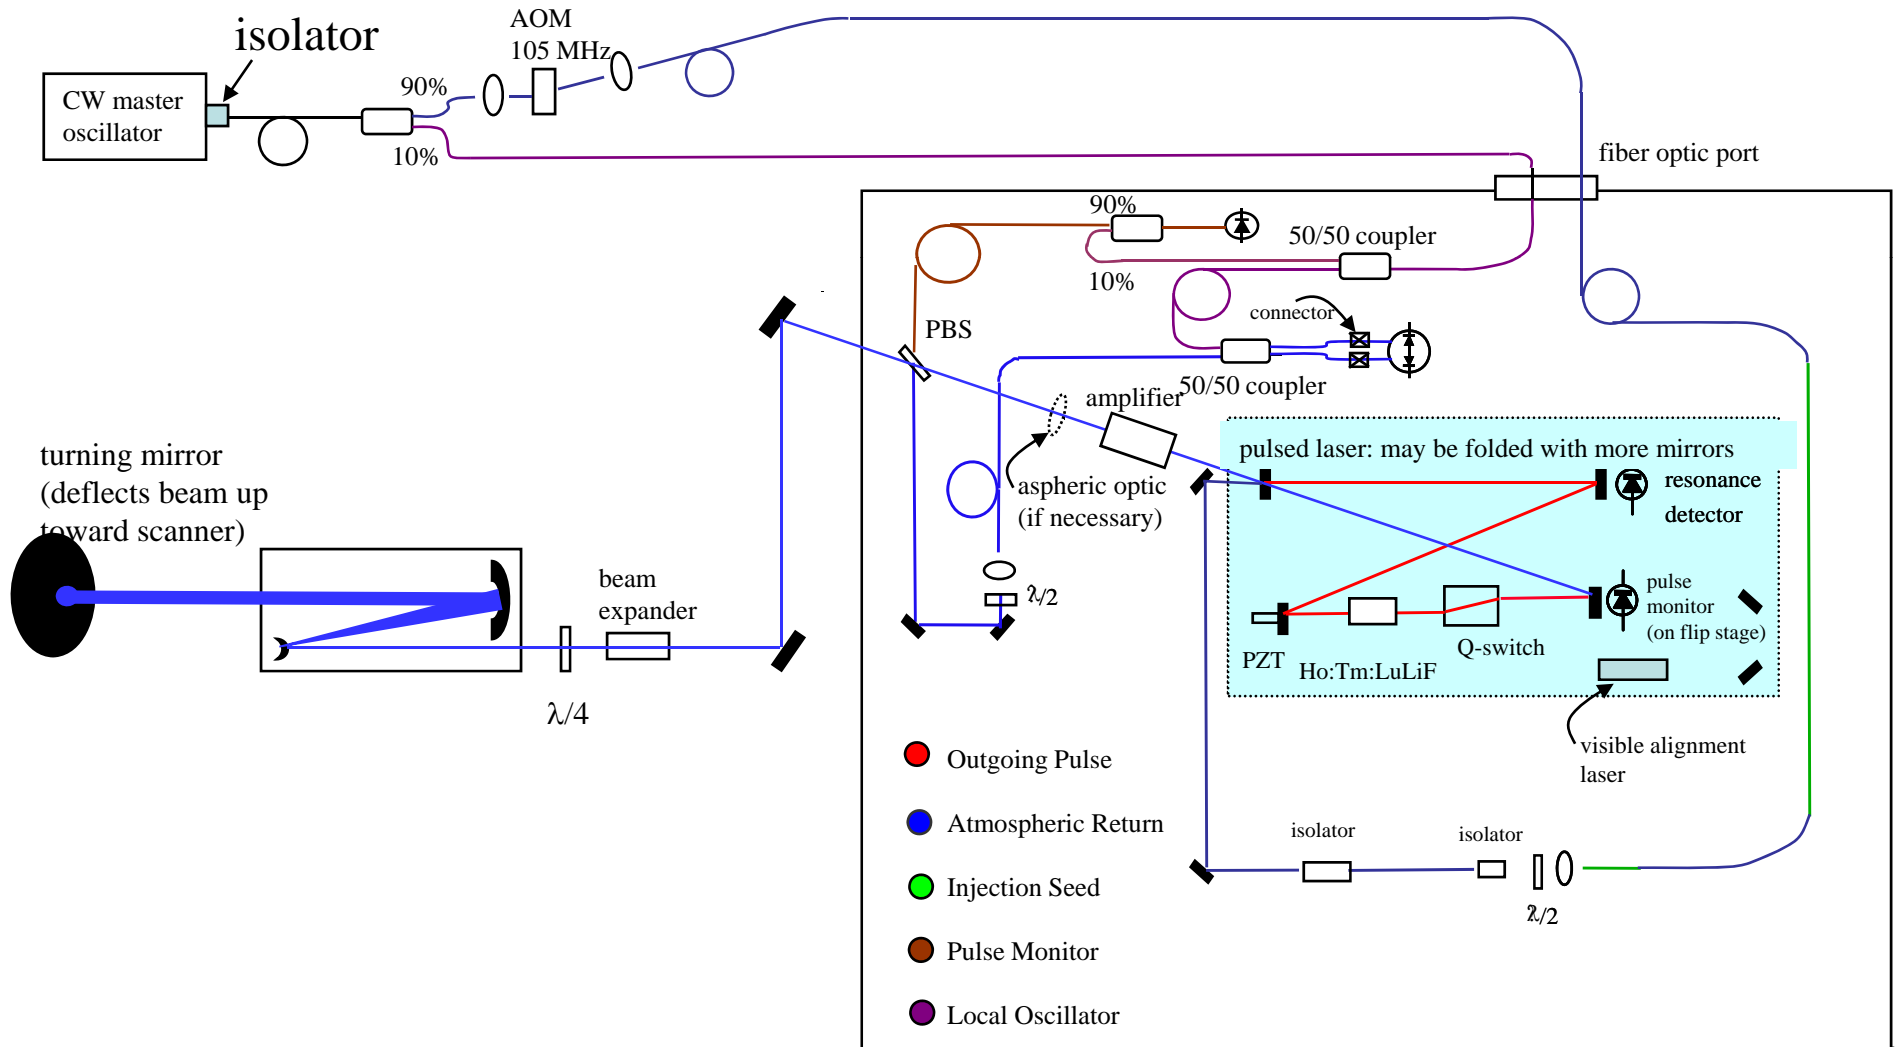 isolator
AOM
105 MHz
CW master
oscillator
90%
10%
fiber optic port
90%
50/50 coupler
10%
connector
PBS
50/50 coupler
amplifier
turning mirror
(deflects beam up
toward scanner)
pulsed laser: may be folded with more mirrors
aspheric optic
(if necessary)
resonance
detector
beam
expander
λ/2
pulse
monitor
(on flip stage)
PZT
Ho:Tm:LuLiF
Q-switch
λ/4
visible alignment
laser
Outgoing Pulse
Atmospheric Return
isolator
isolator
Injection Seed
λ/2
Pulse Monitor
Local Oscillator